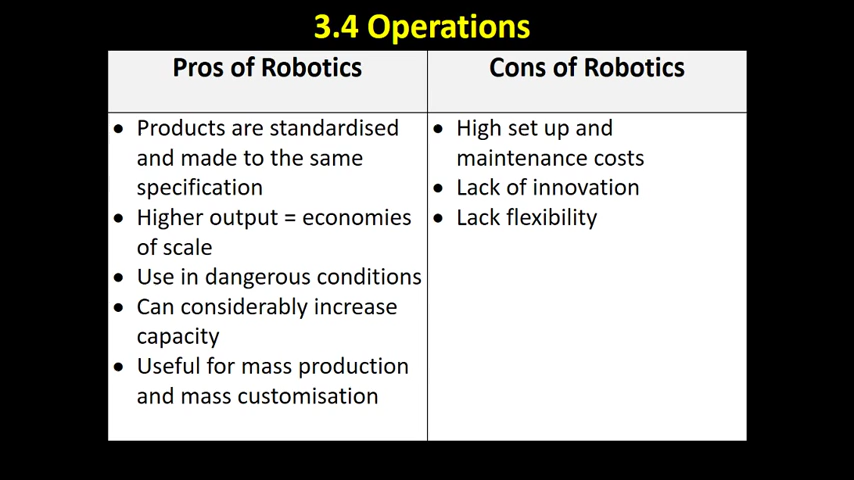 3.4 Operations
Pros of Robotics
Cons of Robotics
• Products are standardised
and made to the same
specification
• Higher output = economies
of scale
• Use in dangerous conditions
• Can considerably increase
capacity
• Useful for mass production
and mass customisation
• High set up and
maintenance costs
• Lack of innovation
• Lack flexibility